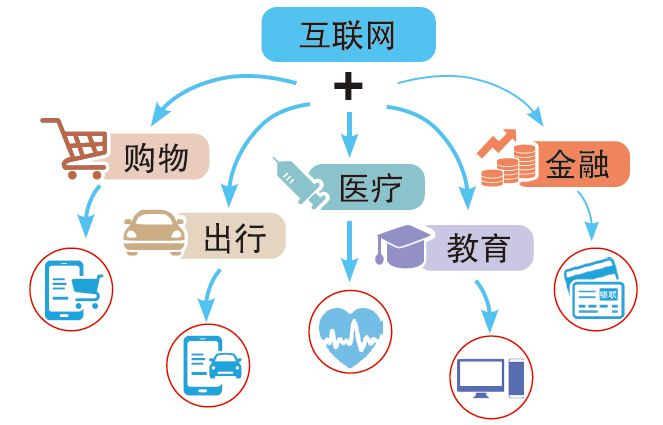 互联网
+
购物
金融
医疗
出行
教育
银联